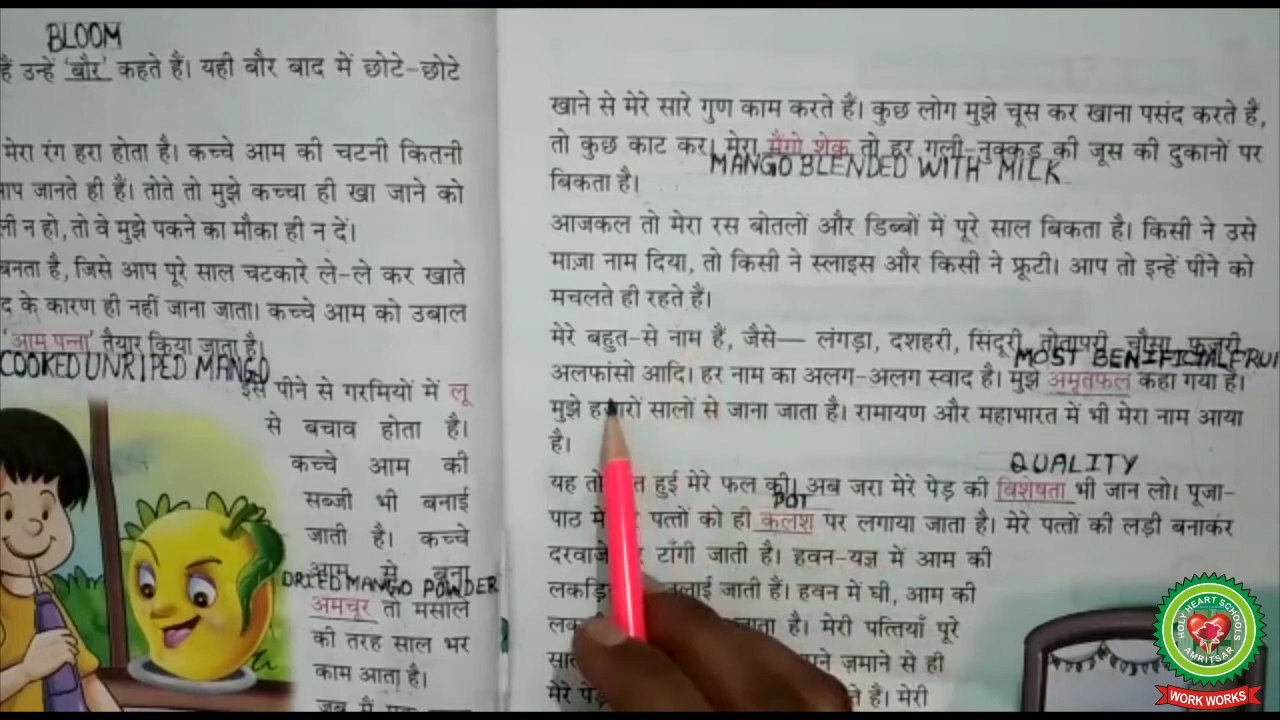 BLOOM
हैं उन्हें 'बौर' कहते हैं। यही बौर बाद में छोटे-छोटे
मेरा रंग हरा होता है। कच्चे आम की चटनी कितनी
जानते ही हैं। तोते तो मुझे कच्चा ही खा जाने को
न हो, तो वे मुझे पकने का मौका ही न दें।
बनता है, जिसे आप पूरे साल चटकारे ले-ले कर खाते
के कारण ही नहीं जाना जाता। कच्चे आम को उबाल
'आम पन्ना' तैयार किया जाता है।
COOKED UNRIPED MANGO
इसे पीने से गरमियों में लू
से बचाव होता है।
कच्चे आम की
सब्जी भी बनाई
जाती है। कच्चे
आम से बना
DRIED MANGO POWDER
अमचूर तो मसाले
की तरह साल भर
काम आता है।
खाने से मेरे सारे गुण काम करते हैं। कुछ लोग मुझे चूस कर खाना पसंद करते हैं,
तो कुछ काट कर। मेरा मैंगो शेक तो हर गली-नुक्कड़ की जूस की दुकानों पर
MANGO BLENDED WITH MILK
बिकता है।
आजकल तो मेरा रस बोतलों और डिब्बों में पूरे साल बिकता है। किसी ने उसे
माज़ा नाम दिया, तो किसी ने स्लाइस और किसी ने फ्रूटी। आप तो इन्हें पीने को
मचलते ही रहते हैं।
मेरे बहुत-से नाम हैं, जैसे— लंगड़ा, दशहरी, सिंदूरी, तोतापरी, चौसा, फजरी,
MOST BENIFICIAL FRUI
अलफांसो आदि। हर नाम का अलग-अलग स्वाद है। मुझे अमृतफल कहा गया है।
मुझे हजारों सालों से जाना जाता है। रामायण और महाभारत में भी मेरा नाम आया
है।
QUALITY
यह तो हुई मेरे फल की। अब जरा मेरे पेड़ की विशेषता भी जान लो। पूजा-
POT
पाठ में पत्तों को ही कलश पर लगाया जाता है। मेरे पत्तों की लड़ी बनाकर
दरवाजे टाँगी जाती है। हवन-यज्ञ में आम की
जाती हैं। हवन में घी, आम की
है। मेरी पत्तियाँ पूरे
ज़माने से ही
मेरे हैं। मेरी
HOLY HEART SCHOOLS
AMRITSAR
WORK WORKS